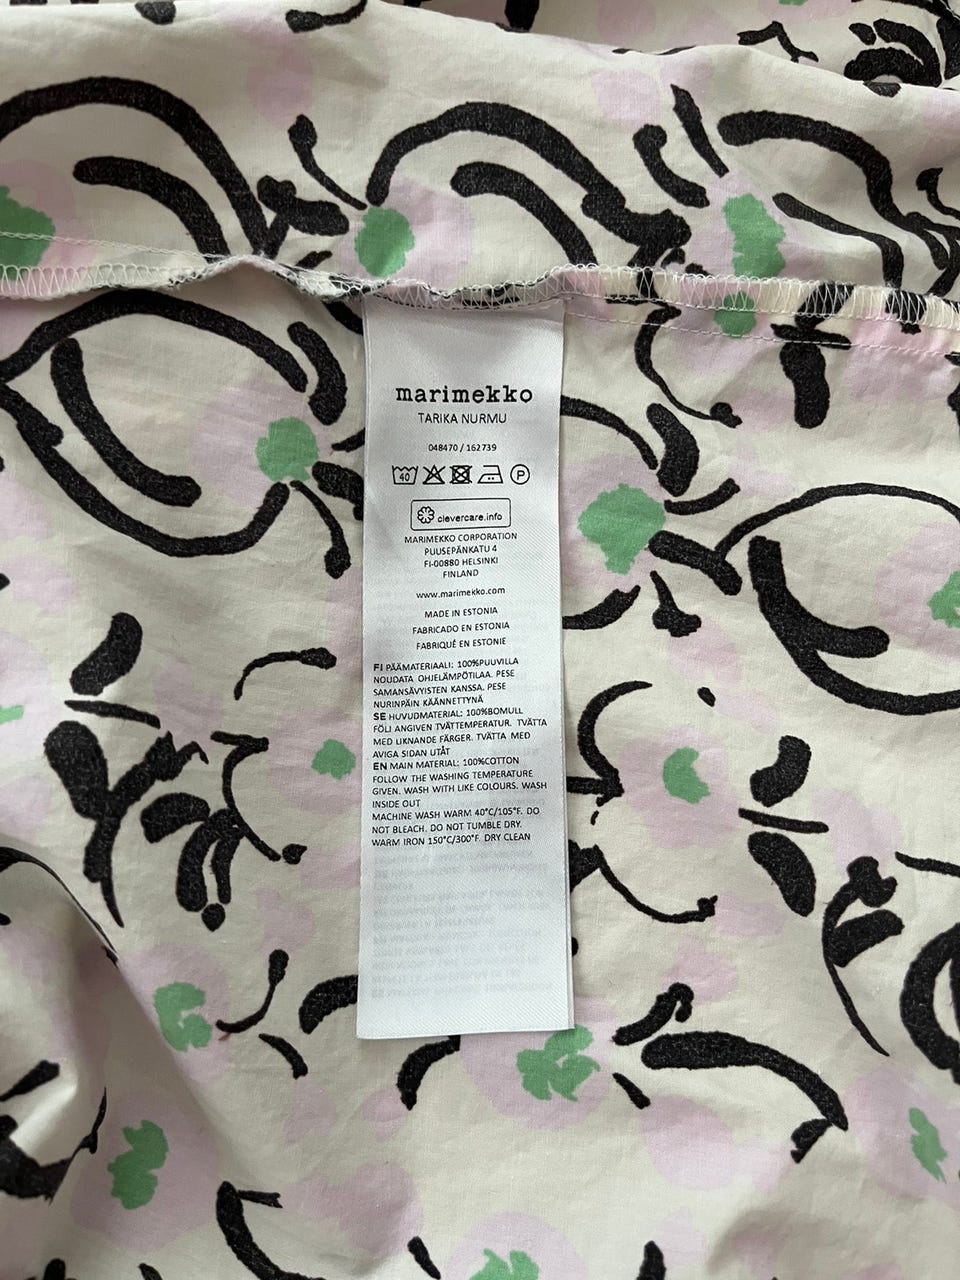 marimekko
TARIKA NURMU
048470 / 162739
40 P
clevercare.info
MARIMEKKO CORPORATION
PUUSEPÄNKATU 4
FI-00880 HELSINKI
FINLAND
www.marimekko.com
MADE IN ESTONIA
FABRICADO EN ESTONIA
FABRIQUÉ EN ESTONIE
FI PÄÄMATERIAALI: 100%PUUVILLA
NOUDATA OHJELÄMPÖTILAA. PESE
SAMANSÄVYISTEN KANSSA. PESE
NURINPÄIN KÄÄNNETTYNÄ
SE HUVUDMATERIAL: 100%BOMULL
FÖLJ ANGIVEN TVÄTTEMPERATUR. TVÄTTA
MED LIKNANDE FÄRGER. TVÄTTA MED
AVIGA SIDAN UTÅT
EN MAIN MATERIAL: 100%COTTON
FOLLOW THE WASHING TEMPERATURE
GIVEN. WASH WITH LIKE COLOURS. WASH
INSIDE OUT
MACHINE WASH WARM 40°C/105°F. DO
NOT BLEACH. DO NOT TUMBLE DRY.
WARM IRON 150°C/300°F. DRY CLEAN